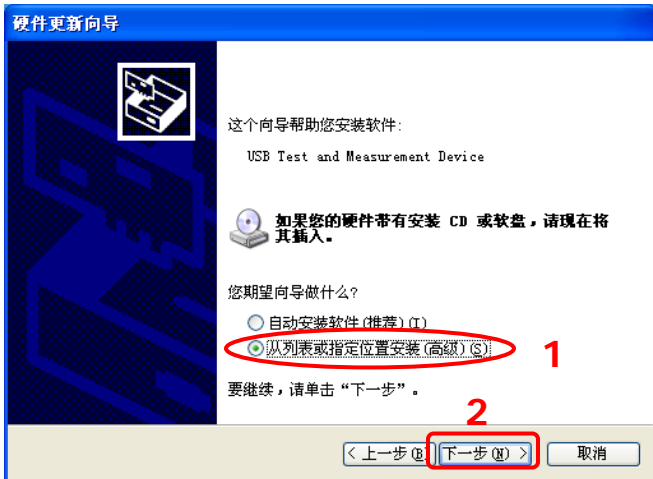 硬件更新向导
这个向导帮助您安装软件:
USB Test and Measurement Device
如果您的硬件带有安装 CD 或软盘，请现在将
其插入。
您期望向导做什么?
自动安装软件(推荐)(I)
从列表或指定位置安装(高级)(S)
1
要继续，请单击“下一步”。
2
< 上一步(B)
下一步(N) >
取消